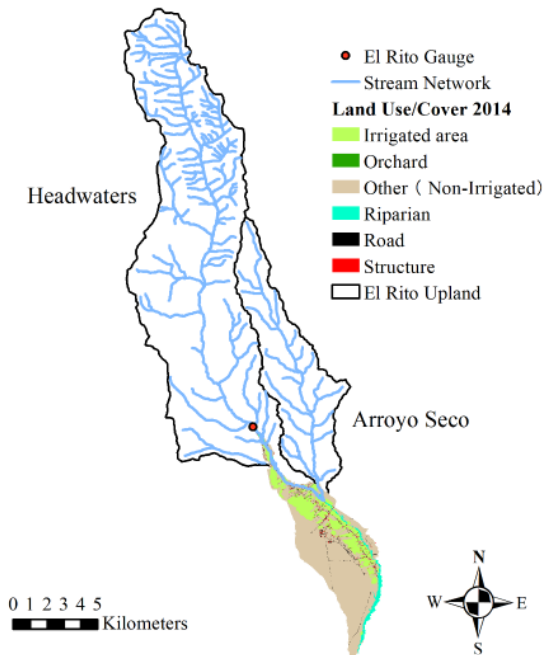 El Rito Gauge
Stream Network
Land Use/Cover 2014
Irrigated area
Orchard
Other ( Non-Irrigated)
Riparian
Road
Structure
El Rito Upland
Headwaters
Arroyo Seco
0 1 2 3 4 5
Kilometers
N
W E
S